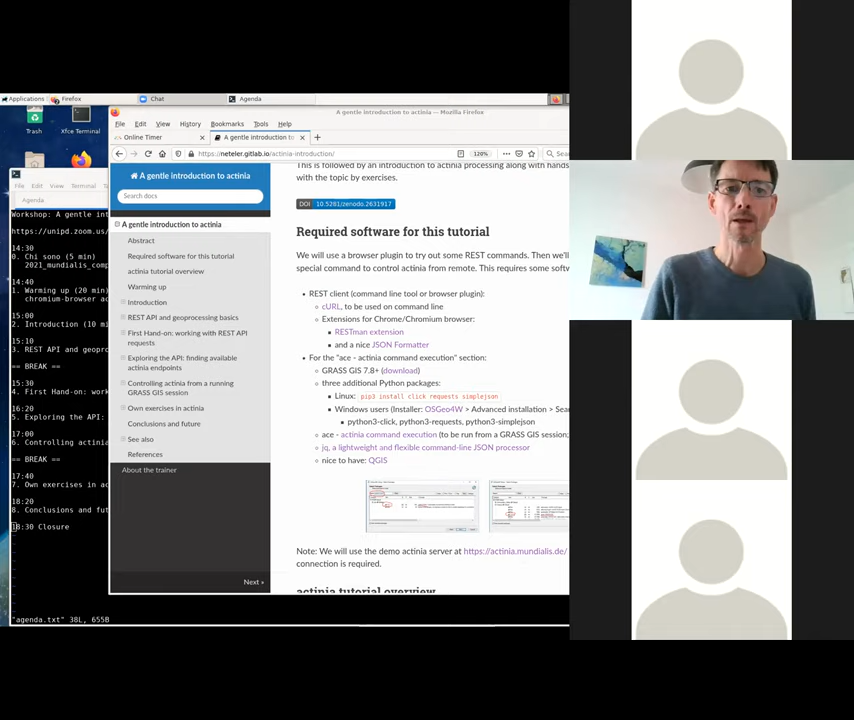 Applications
Firefox
Chat
Agenda
Trash
Xfce Terminal
A gentle introduction to actinia — Mozilla Firefox
File Edit View History Bookmarks Tools Help
Online Timer
A gentle introduction to
https://neteler.gitlab.io/actinia-introduction/
120%
A gentle introduction to actinia
Search docs
A gentle introduction to actinia
Abstract
Required software for this tutorial
actinia tutorial overview
Warming up
Introduction
REST API and geoprocessing basics
First Hand-on: working with REST API
requests
Exploring the API: finding available
actinia endpoints
Controlling actinia from a running
GRASS GIS session
Own exercises in actinia
Conclusions and future
See also
References
About the trainer
Next »
This is followed by an introduction to actinia processing along with hands
with the topic by exercises.
DOI 10.5281/zenodo.2631917
Required software for this tutorial
We will use a browser plugin to try out some REST commands. Then we'll
special command to control actinia from remote. This requires some softw
REST client (command line tool or browser plugin):
cURL, to be used on command line
Extensions for Chrome/Chromium browser:
RESTman extension
and a nice JSON Formatter
For the "ace - actinia command execution" section:
GRASS GIS 7.8+ (download)
three additional Python packages:
Linux: pip3 install click requests simplejson
Windows users (Installer: OSGeo4W > Advanced installation > Sea
python3-click, python3-requests, python3-simplejson
ace - actinia command execution (to be run from a GRASS GIS session;
jq, a lightweight and flexible command-line JSON processor
nice to have: QGIS
Note: We will use the demo actinia server at https://actinia.mundialis.de/
connection is required.
actinia tutorial overview
File Edit View Terminal
Agenda
Workshop: A gentle int
https://unipd.zoom.us/
14:30
0. Chi sono (5 min)
2021_mundialis_comp
14:40
1. Warming up (20 min)
chromium-browser ac
15:00
2. Introduction (10 mi
15:10
3. REST API and geopro
== BREAK ==
15:30
4. First Hand-on: work
16:20
5. Exploring the API:
17:00
6. Controlling actinia
== BREAK ==
17:40
7. Own exercises in ac
18:20
8. Conclusions and fut
18:30 Closure
"agenda.txt" 38L, 655B